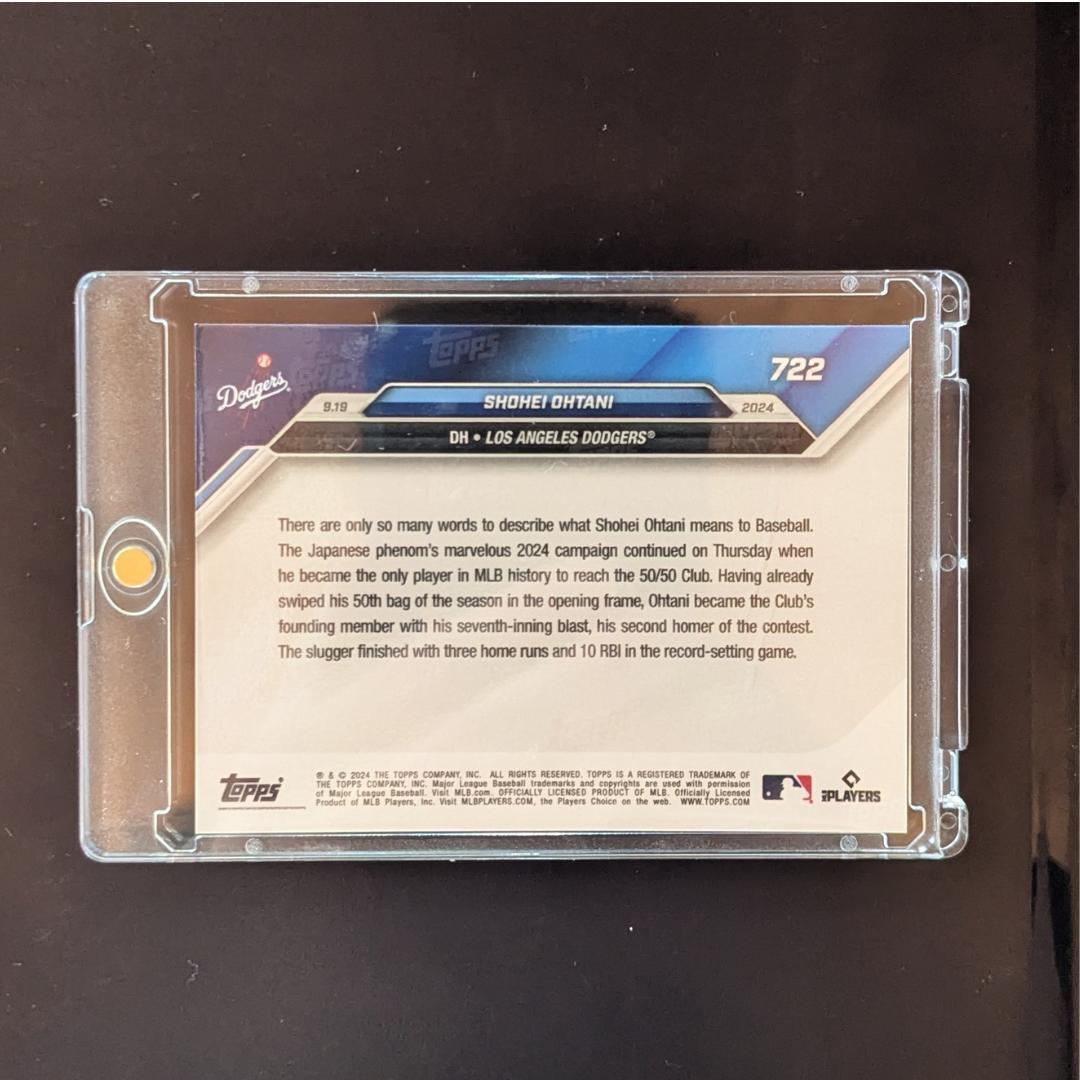 Topps
722
Dodgers
9.19
SHOHEI OHTANI
2024
DH • LOS ANGELES DODGERS®
There are only so many words to describe what Shohei Ohtani means to Baseball.
The Japanese phenom's marvelous 2024 campaign continued on Thursday when
he became the only player in MLB history to reach the 50/50 Club. Having already
swiped his 50th bag of the season in the opening frame, Ohtani became the Club's
founding member with his seventh-inning blast, his second homer of the contest.
The slugger finished with three home runs and 10 RBI in the record-setting game.
Topps
® & © 2024 THE TOPPS COMPANY, INC. ALL RIGHTS RESERVED. TOPPS IS A REGISTERED TRADEMARK OF
THE TOPPS COMPANY, INC. Major League Baseball trademarks and copyrights are used with permission
of Major League Baseball. Visit MLB.com. OFFICIALLY LICENSED PRODUCT OF MLB. Officially Licensed
Product of MLB Players, Inc. Visit MLBPLAYERS.COM, the Players Choice on the web. WWW.TOPPS.COM
PLAYERS